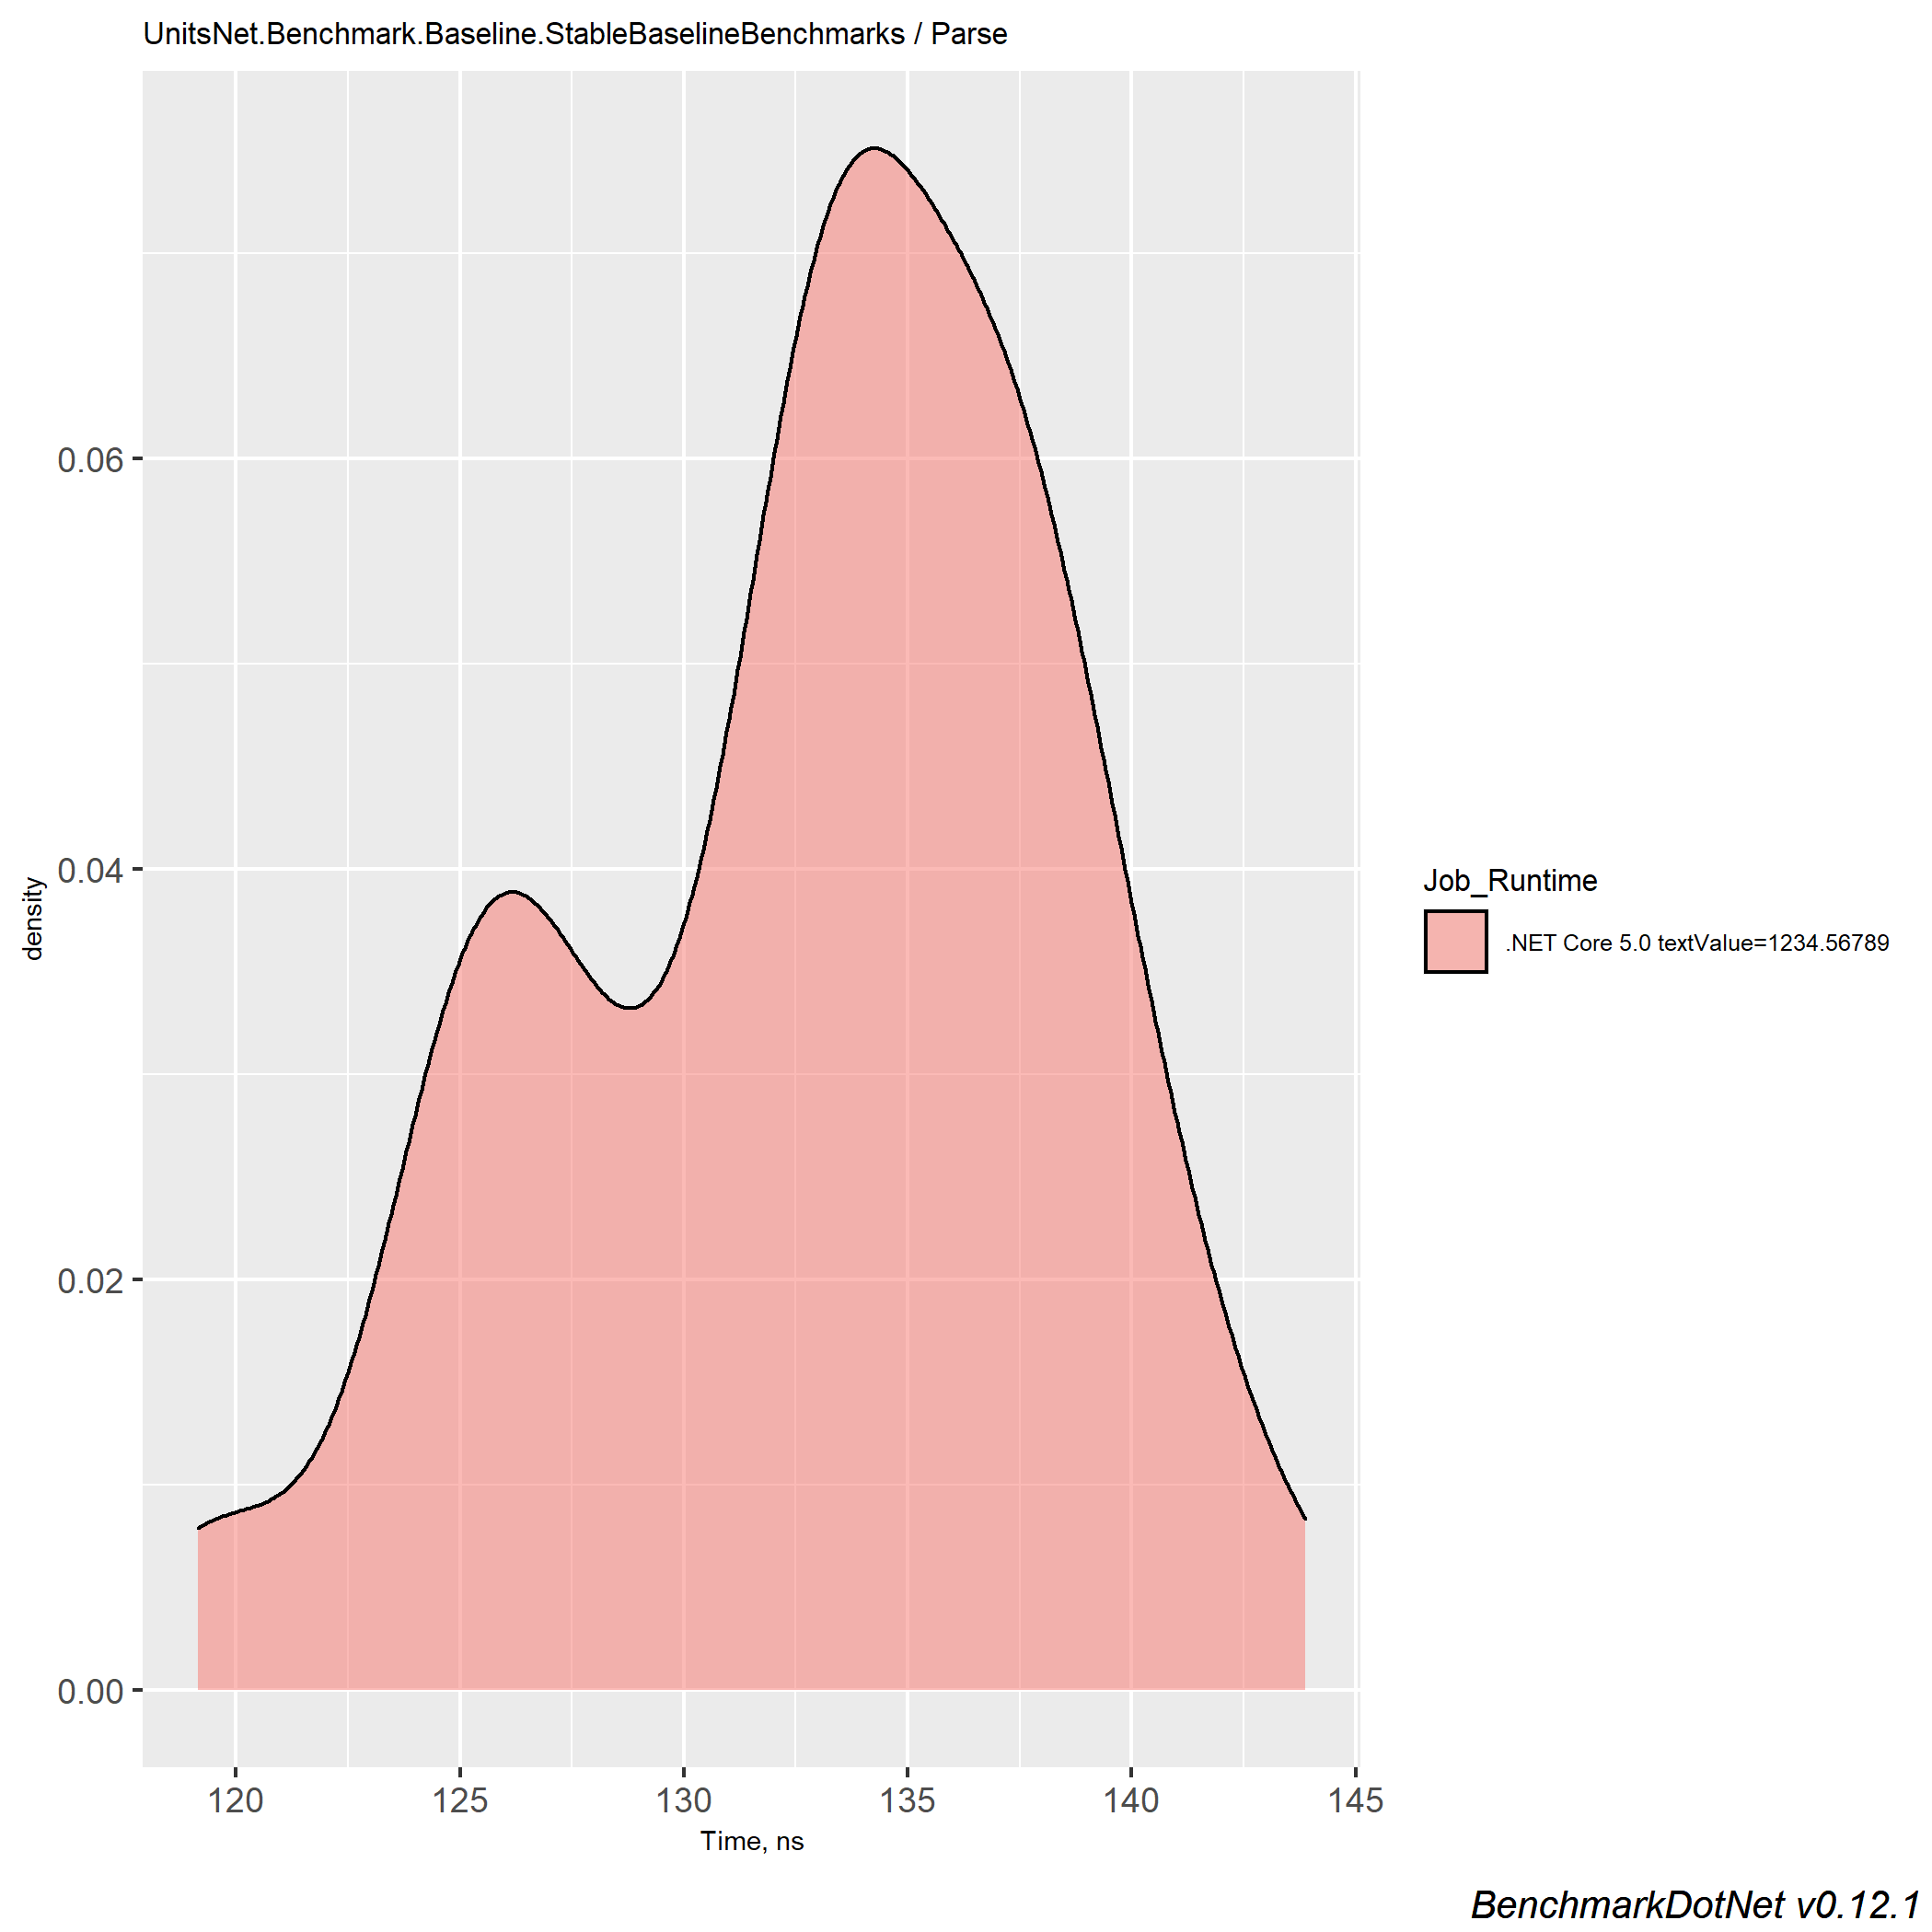 UnitsNet.Benchmark.Baseline.StableBaselineBenchmarks / Parse
0.06
0.04
0.02
0.00
density
120 125 130 135 140 145
Time, ns
Job_Runtime
.NET Core 5.0 textValue=1234.56789
BenchmarkDotNet v0.12.1